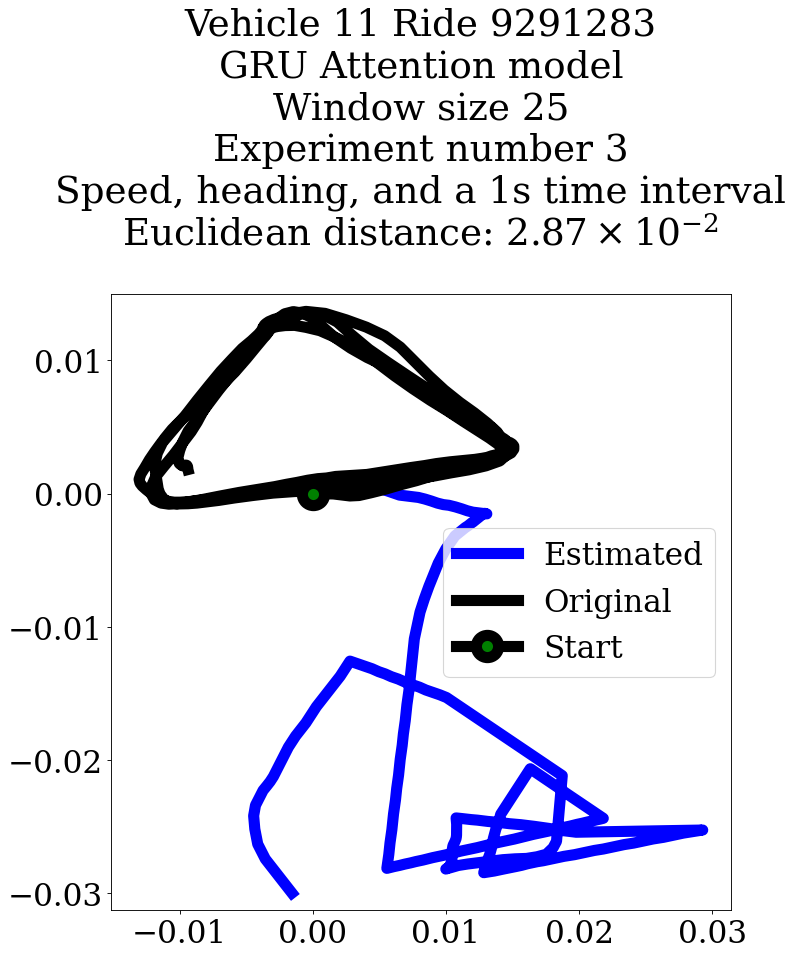 Vehicle 11 Ride 9291283
GRU Attention model
Window size 25
Experiment number 3
Speed, heading, and a 1s time interval
Euclidean distance: 2.87 × 10⁻²
0.01
0.00
−0.01
−0.02
−0.03
Estimated
Original
Start
−0.01 0.00 0.01 0.02 0.03